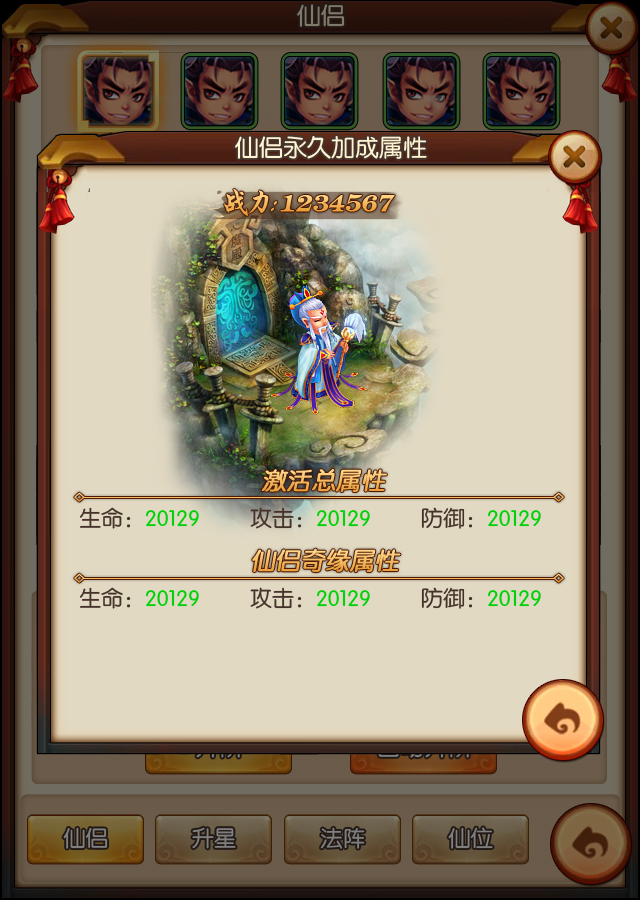 仙侣
仙侣永久加成属性
战力:1234567
激活总属性
生命：20129 攻击：20129 防御：20129
仙侣奇缘属性
生命：20129 攻击：20129 防御：20129
仙侣 升星 法阵 仙位